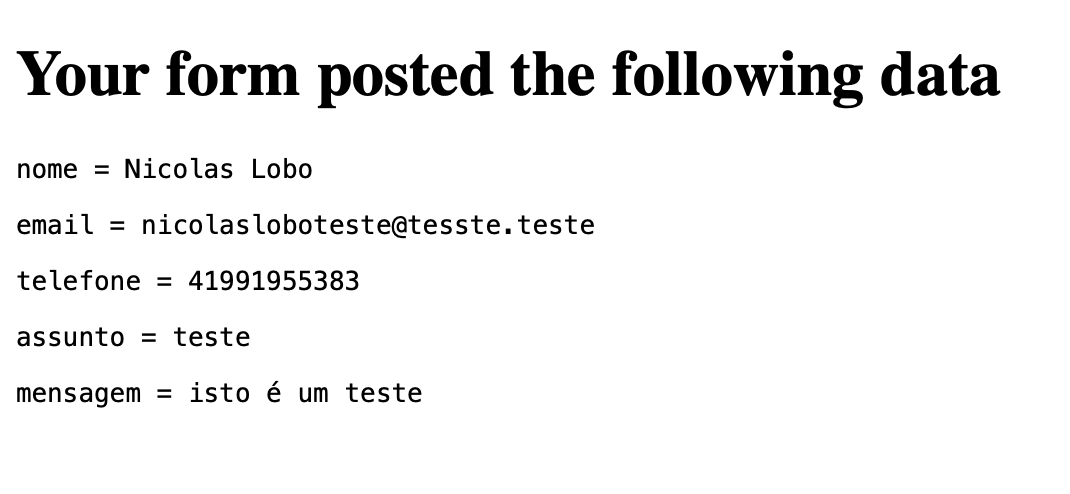 Your form posted the following data
nome = Nicolas Lobo
email = nicolasloboteste@tesste.teste
telefone = 41991955383
assunto = teste
mensagem = isto é um teste